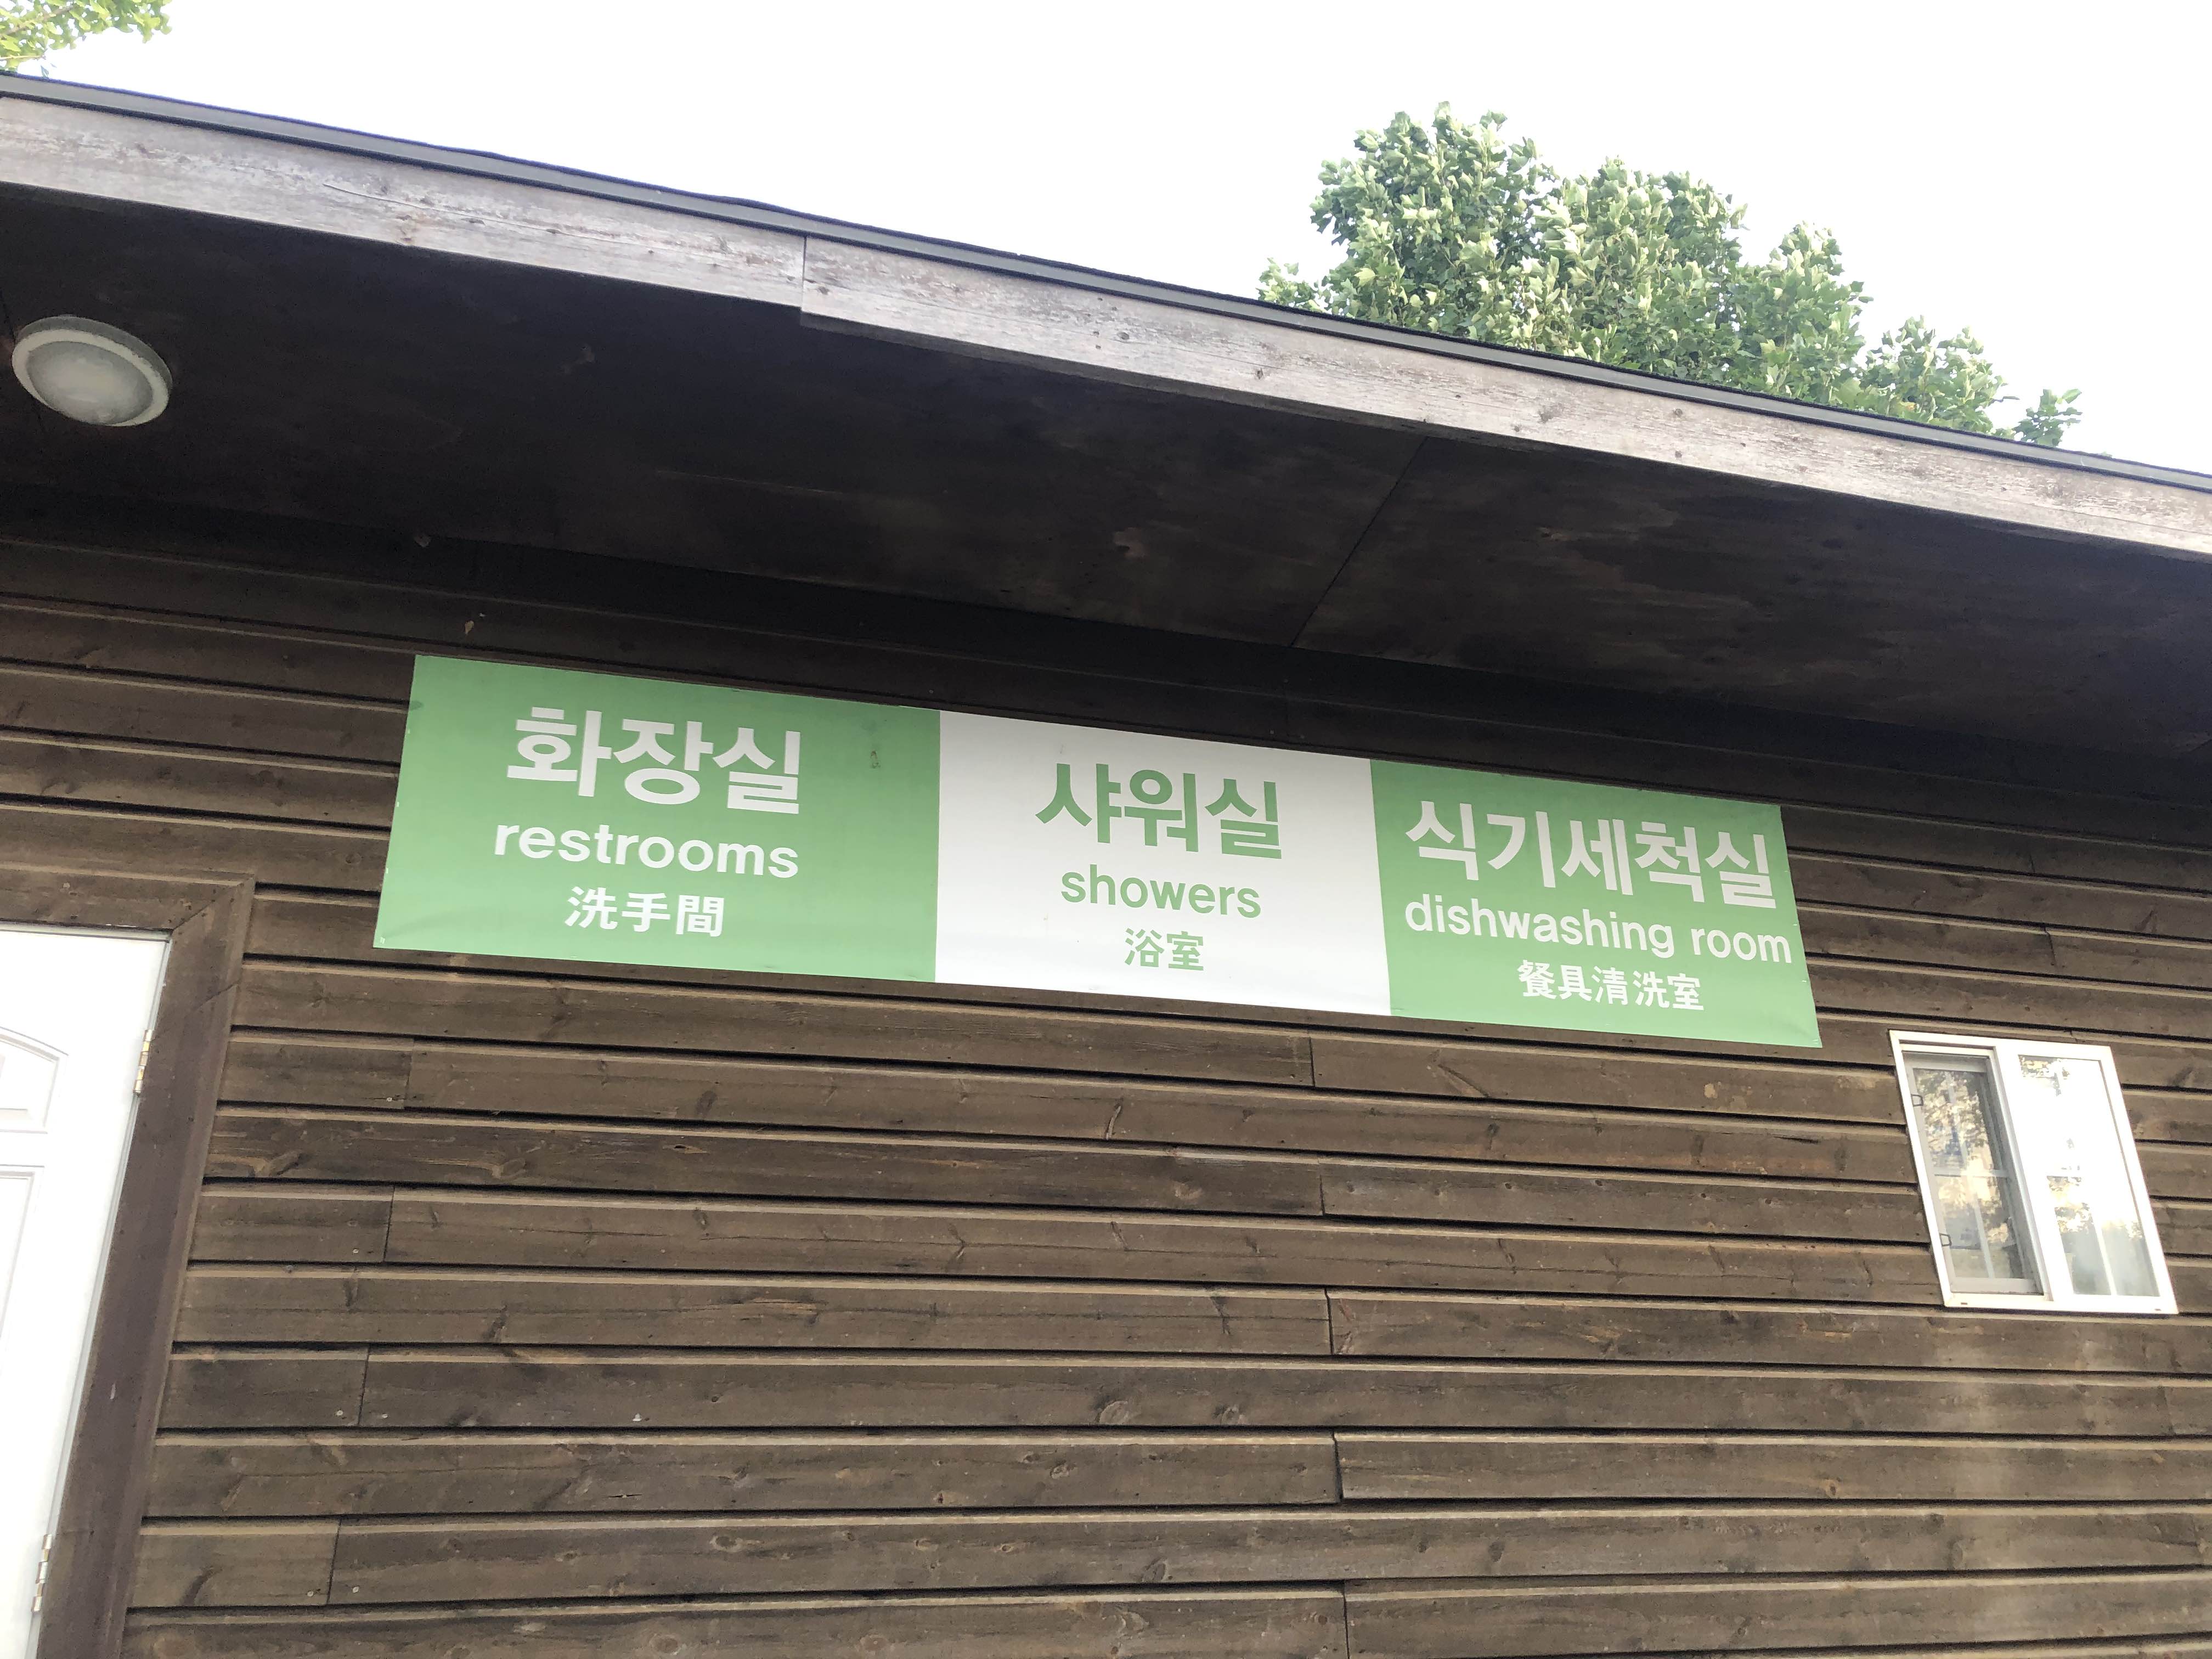 화장실
restrooms
洗手間
샤워실
showers
浴室
식기세척실
dishwashing room
餐具清洗室